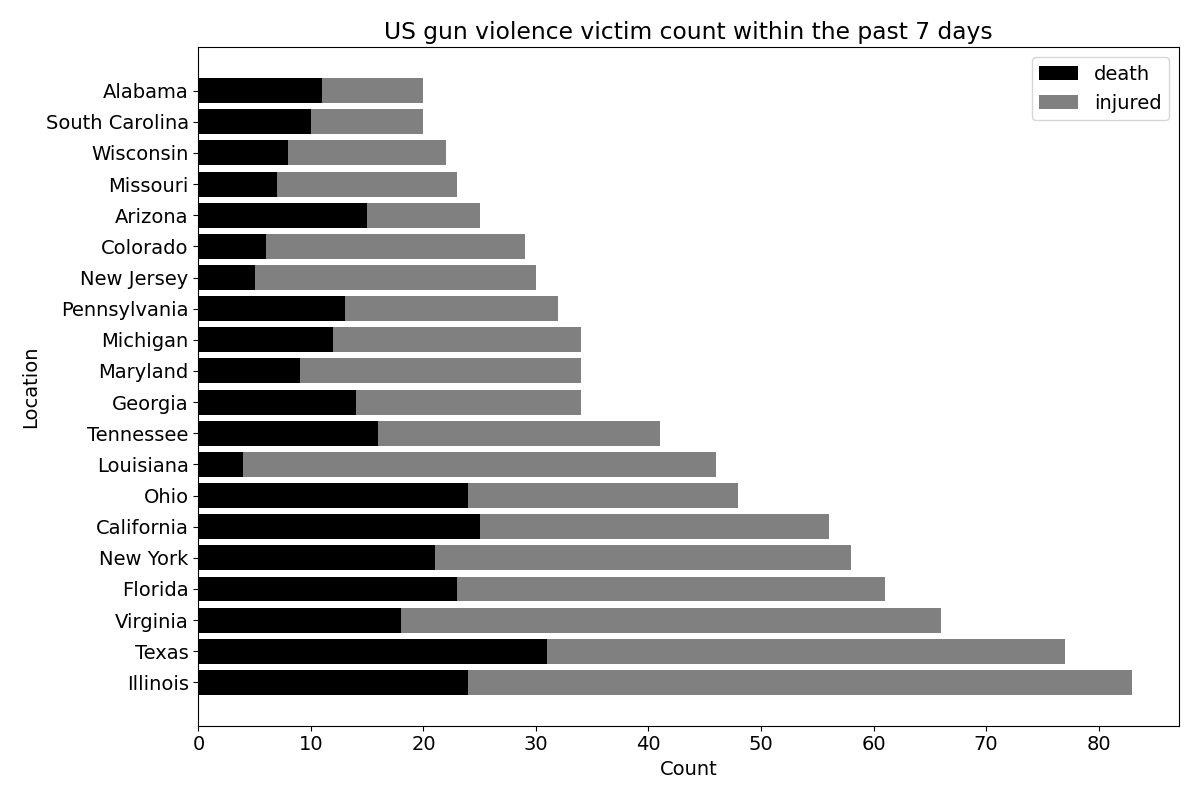 US gun violence victim count within the past 7 days
death
injured
Alabama
South Carolina
Wisconsin
Missouri
Arizona
Colorado
New Jersey
Pennsylvania
Michigan
Maryland
Georgia
Tennessee
Louisiana
Ohio
California
New York
Florida
Virginia
Texas
Illinois
Location
0 10 20 30 40 50 60 70 80
Count